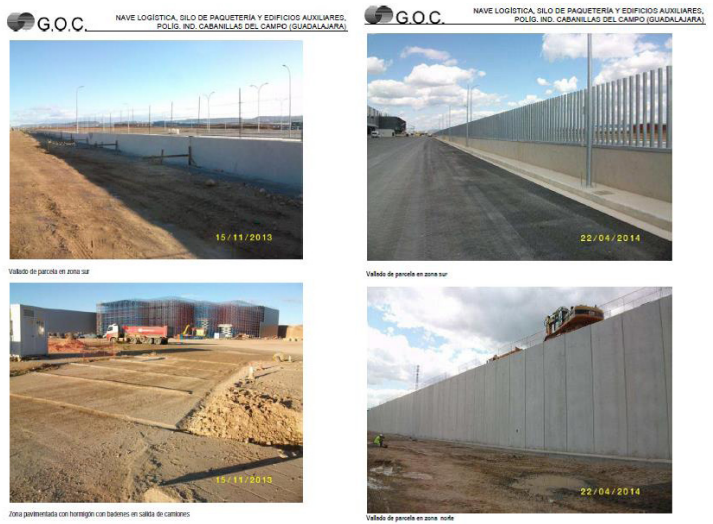 G.O.C.
NAVE LOGÍSTICA, SILO DE PAQUETERÍA Y EDIFICIOS AUXILIARES,
POLÍG. IND. CABANILLAS DEL CAMPO (GUADALAJARA)
15/11/2013
Vallado de parcela en zona sur
15/11/2013
Zona pavimentada con hormigón con badenes en salida de camiones
G.O.C.
NAVE LOGÍSTICA, SILO DE PAQUETERÍA Y EDIFICIOS AUXILIARES,
POLÍG. IND. CABANILLAS DEL CAMPO (GUADALAJARA)
22/04/2014
Vallado de parcela en zona sur
22/04/2014
Vallado de parcela en zona norte